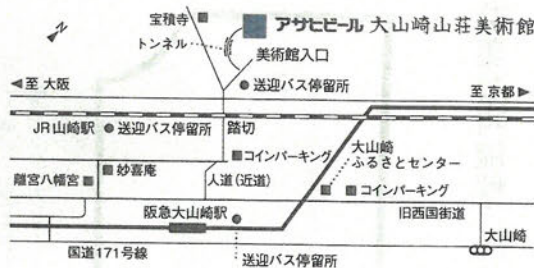 宝積寺
アサヒビール 大山崎山荘美術館
トンネル
美術館入口
至 大阪
送迎バス停留所
至 京都
JR山崎駅
送迎バス停留所
踏切
コインパーキング
大山崎
ふるさとセンター
妙喜庵
離宮八幡宮
人道(近道)
コインパーキング
阪急大山崎駅
旧西国街道
大山崎
国道171号線
送迎バス停留所